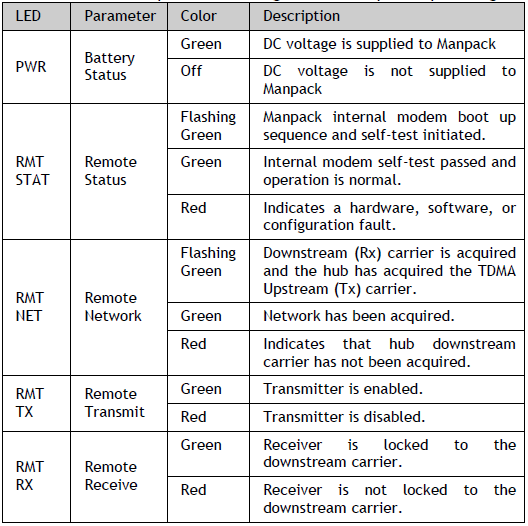 LED Parameter Color Description
PWR
Battery
Status
Green
DC voltage is supplied to Manpack
Off
DC voltage is not supplied to
Manpack
RMT
STAT
Remote
Status
Flashing
Green
Manpack internal modem boot up
sequence and self-test initiated.
Green
Internal modem self-test passed and
operation is normal.
Red
Indicates a hardware, software, or
configuration fault.
RMT
NET
Remote
Network
Flashing
Green
Downstream (Rx) carrier is acquired
and the hub has acquired the TDMA
Upstream (Tx) carrier.
Green
Network has been acquired.
Red
Indicates that hub downstream
carrier has not been acquired.
RMT
TX
Remote
Transmit
Green
Transmitter is enabled.
Red
Transmitter is disabled.
RMT
RX
Remote
Receive
Green
Receiver is locked to the
downstream carrier.
Red
Receiver is not locked to the
downstream carrier.